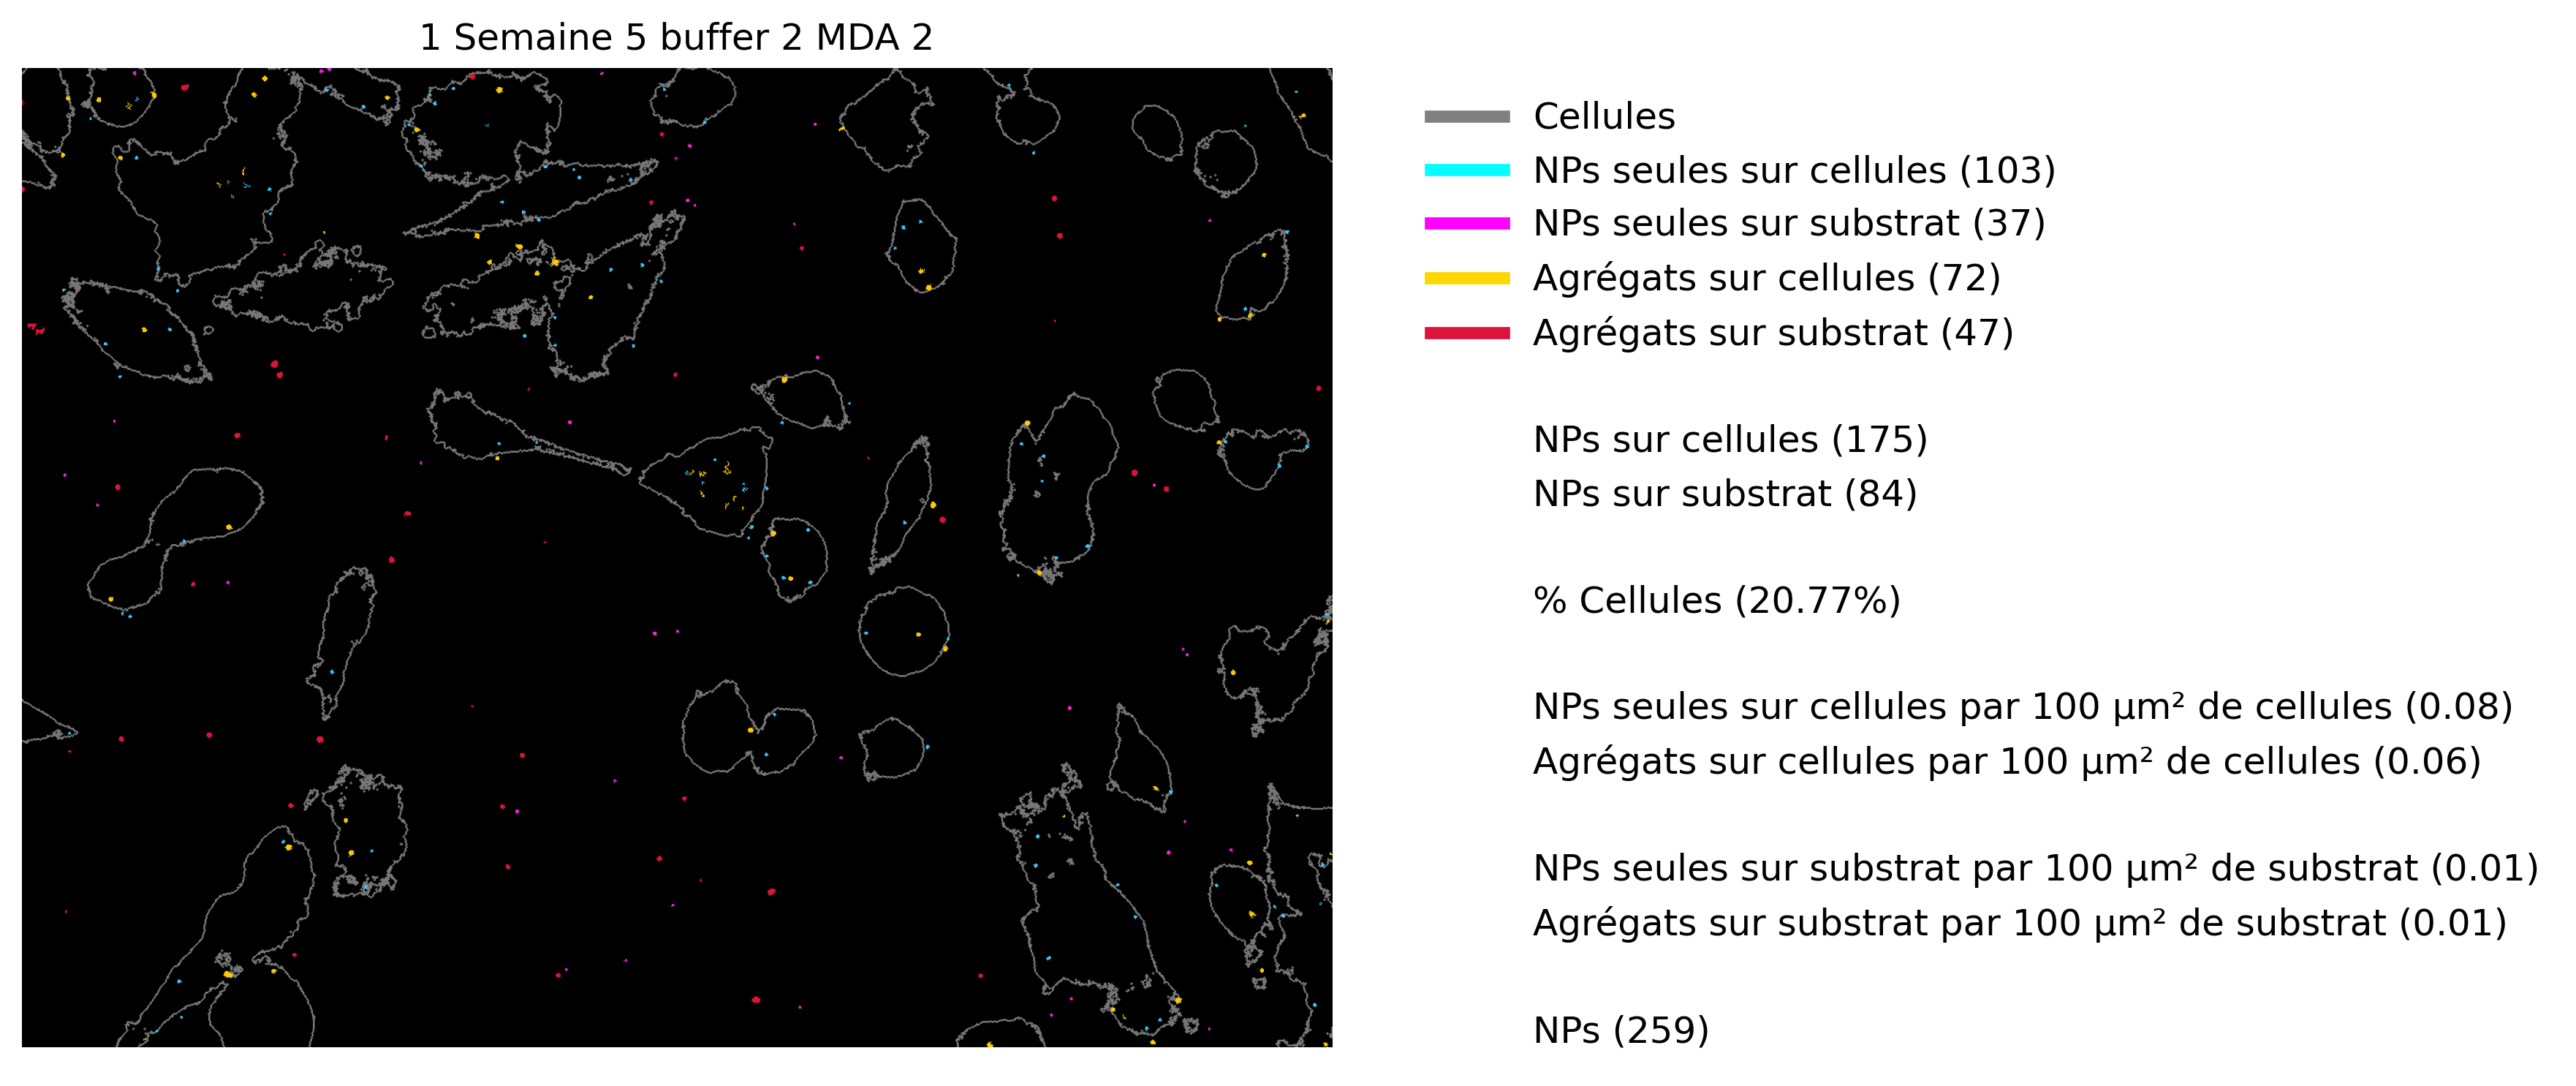 1 Semaine 5 buffer 2 MDA 2
Cellules
NPs seules sur cellules (103)
NPs seules sur substrat (37)
Agrégats sur cellules (72)
Agrégats sur substrat (47)
NPs sur cellules (175)
NPs sur substrat (84)
% Cellules (20.77%)
NPs seules sur cellules par 100 µm² de cellules (0.08)
Agrégats sur cellules par 100 µm² de cellules (0.06)
NPs seules sur substrat par 100 µm² de substrat (0.01)
Agrégats sur substrat par 100 µm² de substrat (0.01)
NPs (259)